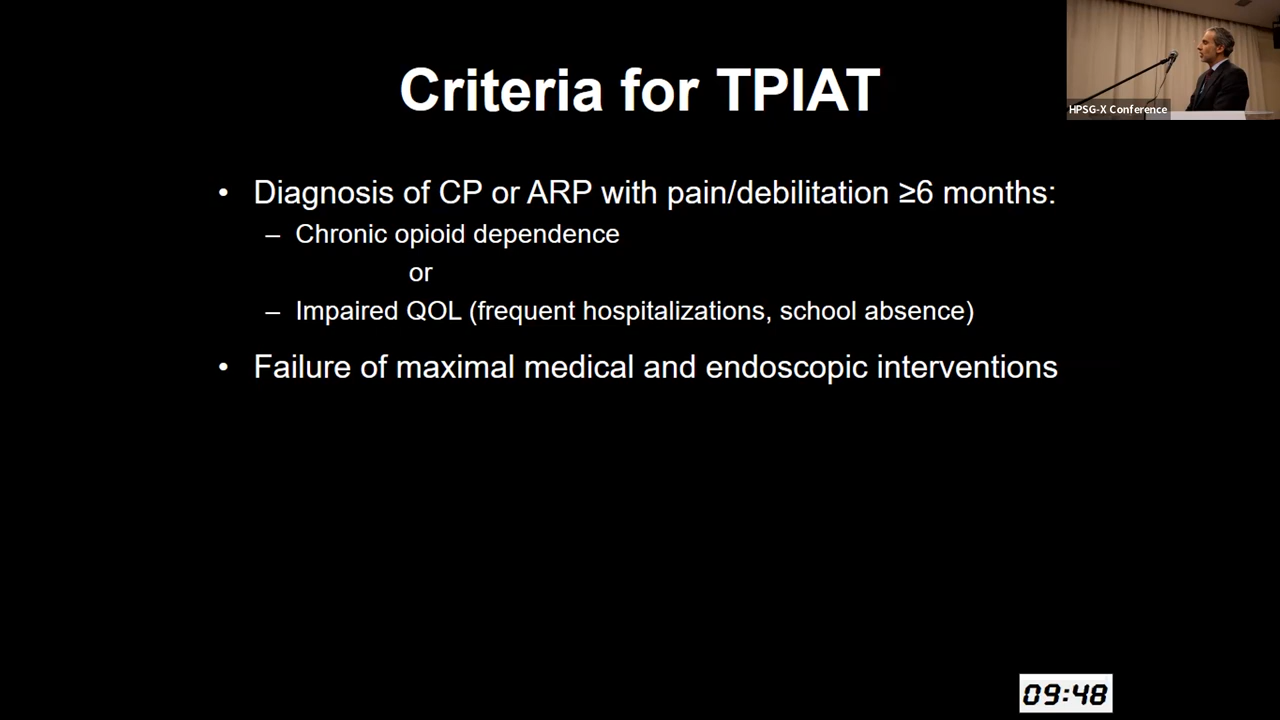 Criteria for TPIAT
HPSG-X Conference
• Diagnosis of CP or ARP with pain/debilitation ≥6 months:
– Chronic opioid dependence
or
– Impaired QOL (frequent hospitalizations, school absence)
• Failure of maximal medical and endoscopic interventions
09:48